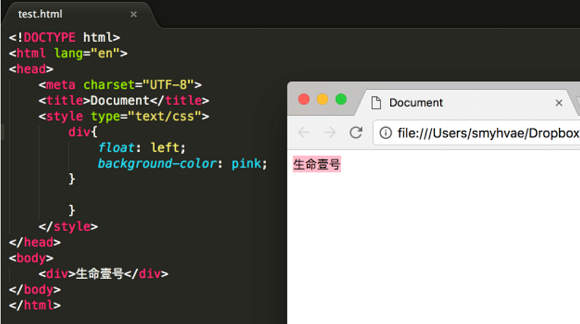 test.html
<!DOCTYPE html>
<html lang="en">
<head>
    <meta charset="UTF-8">
    <title>Document</title>
    <style type="text/css">
        div{
            float: left;
            background-color: pink;
        }

        }
    </style>
</head>
<body>
    <div>生命壹号</div>
</body>
</html>
Document
file:///Users/smyhvae/Dropbox
生命壹号